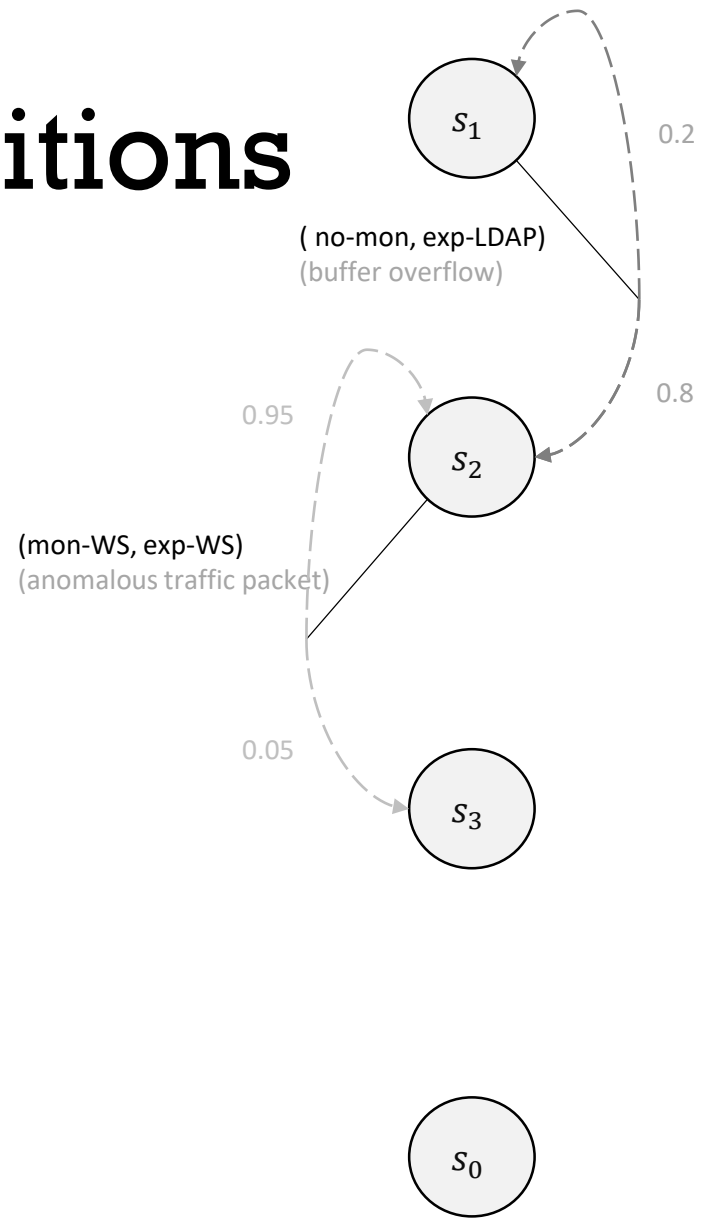 itions
s₁
0.2
( no-mon, exp-LDAP)
(buffer overflow)
0.8
0.95
s₂
(mon-WS, exp-WS)
(anomalous traffic packet)
0.05
s₃
s₀